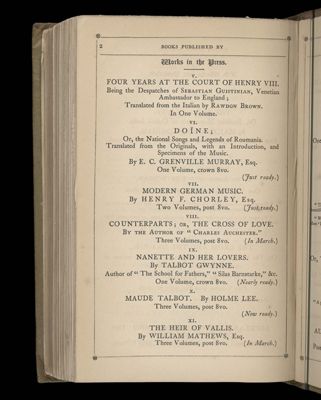 2 BOOKS PUBLISHED BY
Works in the Press.
V.
FOUR YEARS AT THE COURT OF HENRY VIII.
Being the Despatches of SEBASTIAN GIUSTINIAN, Venetian
Ambassador to England;
Translated from the Italian by RAWDON BROWN.
In One Volume.
VI.
DOÏNE;
Or, the National Songs and Legends of Roumania.
Translated from the Originals, with an Introduction, and
Specimens of the Music.
By E. C. GRENVILLE MURRAY, Esq.
One Volume, crown 8vo.
(Just ready.)
VII.
MODERN GERMAN MUSIC.
By HENRY F. CHORLEY, Esq.
Two Volumes, post 8vo. (Just ready.)
VIII.
COUNTERPARTS; OR, THE CROSS OF LOVE.
BY THE AUTHOR OF "CHARLES AUCHESTER."
Three Volumes, post 8vo. (In March.)
IX.
NANETTE AND HER LOVERS.
By TALBOT GWYNNE.
Author of "The School for Fathers," "Silas Barnstarke," &c.
One Volume, crown 8vo. (Nearly ready.)
X.
MAUDE TALBOT. By HOLME LEE.
Three Volumes, post 8vo.
(Now ready.)
XI.
THE HEIR OF VALLIS.
By WILLIAM MATHEWS, Esq.
Three Volumes, post 8vo. (In March.)